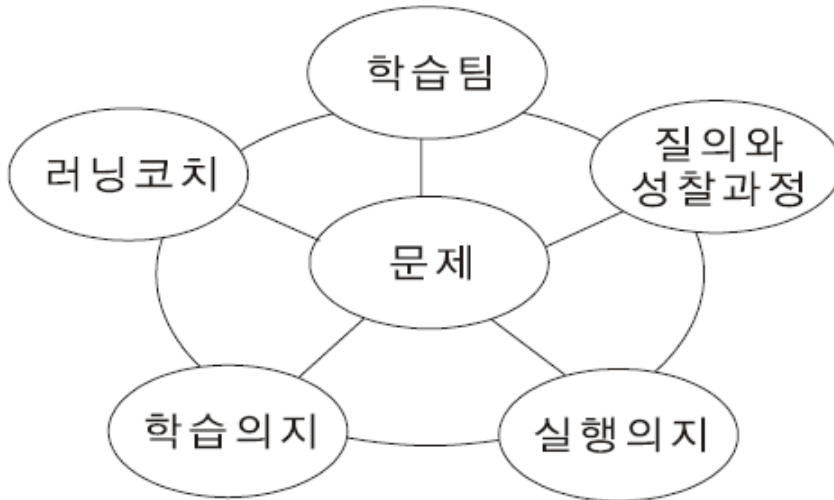 학습팀
러닝코치
질의와
성찰과정
문제
학습의지
실행의지